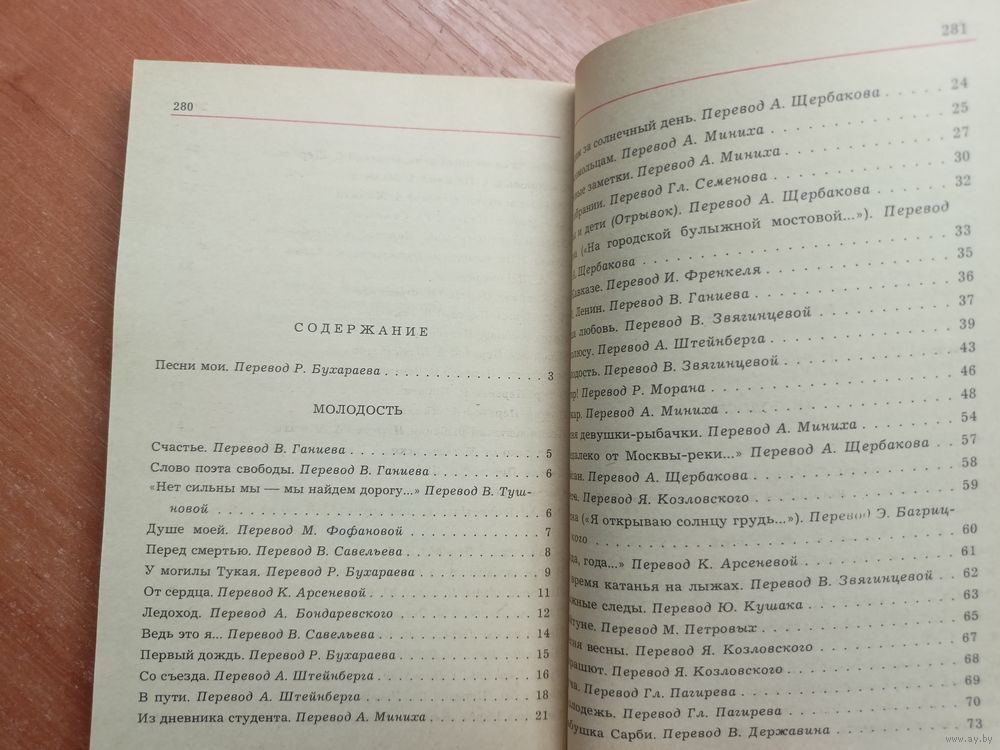 280
СОДЕРЖАНИЕ
Песни мои. Перевод Р. Бухараева . . . . . . . . . . . . . . . . 3
МОЛОДОСТЬ
Счастье. Перевод В. Ганиева . . . . . . . . . . . . . . . . . . . 5
Слово поэта свободы. Перевод В. Ганиева . . . . . . . . . . 6
«Нет сильны мы — мы найдем дорогу...» Перевод В. Туш-
новой . . . . . . . . . . . . . . . . . . . . . . . . . . . 6
Душе моей. Перевод М. Фофановой . . . . . . . . . . . . . . 7
Перед смертью. Перевод В. Савельева . . . . . . . . . . . . . 8
У могилы Тукая. Перевод Р. Бухараева . . . . . . . . . . . . 9
От сердца. Перевод К. Арсеневой . . . . . . . . . . . . . . . 11
Ледоход. Перевод А. Бондаревского . . . . . . . . . . . . . 12
Ведь это я... Перевод В. Савельева . . . . . . . . . . . . . . 14
Первый дождь. Перевод Р. Бухараева . . . . . . . . . . . . . 15
Со съезда. Перевод А. Штейнберга . . . . . . . . . . . . . . 16
В пути. Перевод А. Штейнберга . . . . . . . . . . . . . . . 18
Из дневника студента. Перевод А. Миниха . . . . . . . . . . 21
281
за солнечный день. Перевод А. Щербакова . . . . . . 24
Перевод А. Миниха . . . . . . . . . . . . 25
заметки. Перевод А. Миниха . . . . . . . . . . . 27
Перевод Гл. Семенова . . . . . . . . . . . 30
и дети (Отрывок). Перевод А. Щербакова . . . . . 32
(«На городской булыжной мостовой...»). Перевод
Щербакова . . . . . . . . . . . . . . . . . . . 33
Перевод И. Френкеля . . . . . . . . . . . . . 35
Ленин. Перевод В. Ганиева . . . . . . . . . . . . . 36
любовь. Перевод В. Звягинцевой . . . . . . . . . 37
Перевод А. Штейнберга . . . . . . . . . . . . 39
Перевод В. Звягинцевой . . . . . . . . . . . . 43
Перевод Р. Морана . . . . . . . . . . . . . . . 46
Перевод А. Миниха . . . . . . . . . . . . . . . 48
девушки-рыбачки. Перевод А. Миниха . . . . . . . 54
от Москвы-реки...» Перевод А. Щербакова . . 57
Перевод А. Щербакова . . . . . . . . . . . . . 58
Перевод Я. Козловского . . . . . . . . . . . . . 59
(«Я открываю солнцу грудь...»). Перевод Э. Багриц-
кого . . . . . . . . . . . . . . . . . . . . . . 60
года...» Перевод К. Арсеневой . . . . . . . . . . 61
время катанья на лыжах. Перевод В. Звягинцевой . . 62
следы. Перевод Ю. Кушака . . . . . . . . . . . . 63
Перевод М. Петровых . . . . . . . . . . . . . . 65
весны. Перевод Я. Козловского . . . . . . . . . . 67
Перевод Я. Козловского . . . . . . . . . . . . . 68
Перевод Гл. Пагирева . . . . . . . . . . . . . . 69
Перевод Гл. Пагирева . . . . . . . . . . . . . . 70
Сарби. Перевод В. Державина . . . . . . . . . . 73
www.ay.by